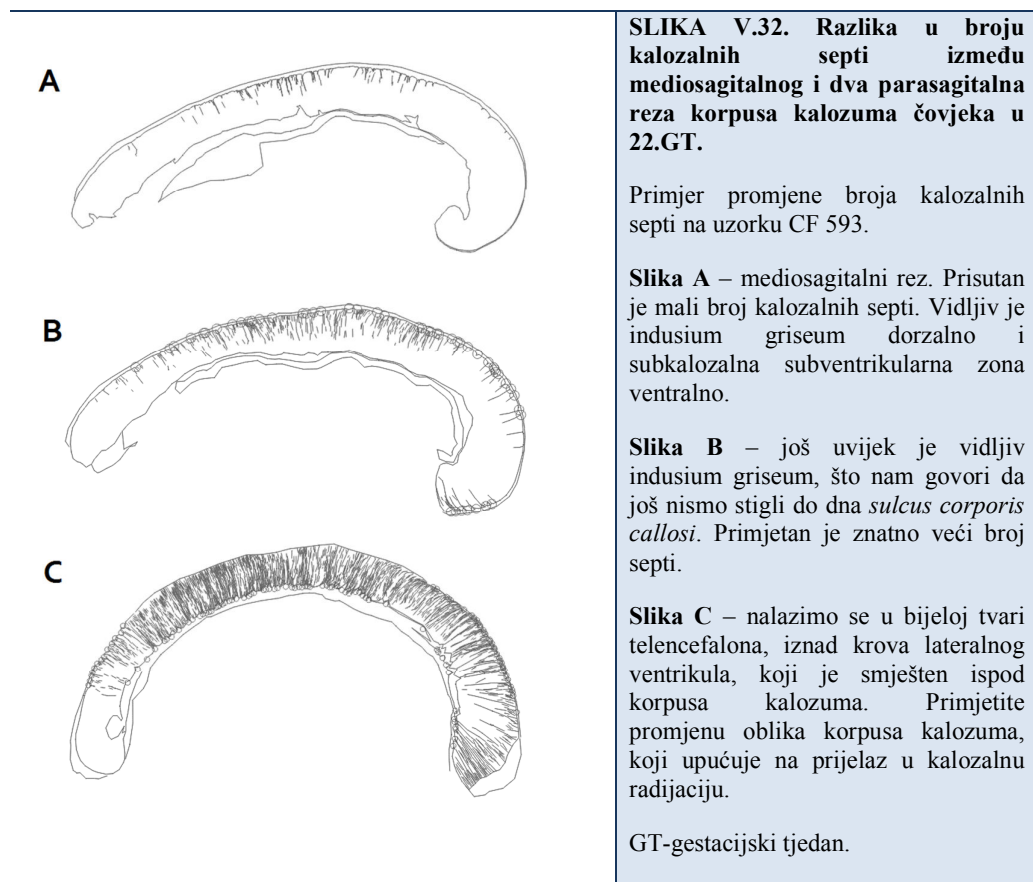 A
B
C
SLIKA V.32. Razlika u broju
kalozalnih septi između
mediosagitalnog i dva parasagitalna
reza korpusa kalozuma čovjeka u
22.GT.
Primjer promjene broja kalozalnih
septi na uzorku CF 593.
Slika A – mediosagitalni rez. Prisutan
je mali broj kalozalnih septi. Vidljiv je
indusium griseum dorzalno i
subkalozalna subventrikularna zona
ventralno.
Slika B – još uvijek je vidljiv
indusium griseum, što nam govori da
još nismo stigli do dna sulcus corporis
callosi. Primjetan je znatno veći broj
septi.
Slika C – nalazimo se u bijeloj tvari
telencefalona, iznad krova lateralnog
ventrikula, koji je smješten ispod
korpusa kalozuma. Primjetite
promjenu oblika korpusa kalozuma,
koji upućuje na prijelaz u kalozalnu
radijaciju.
GT-gestacijski tjedan.